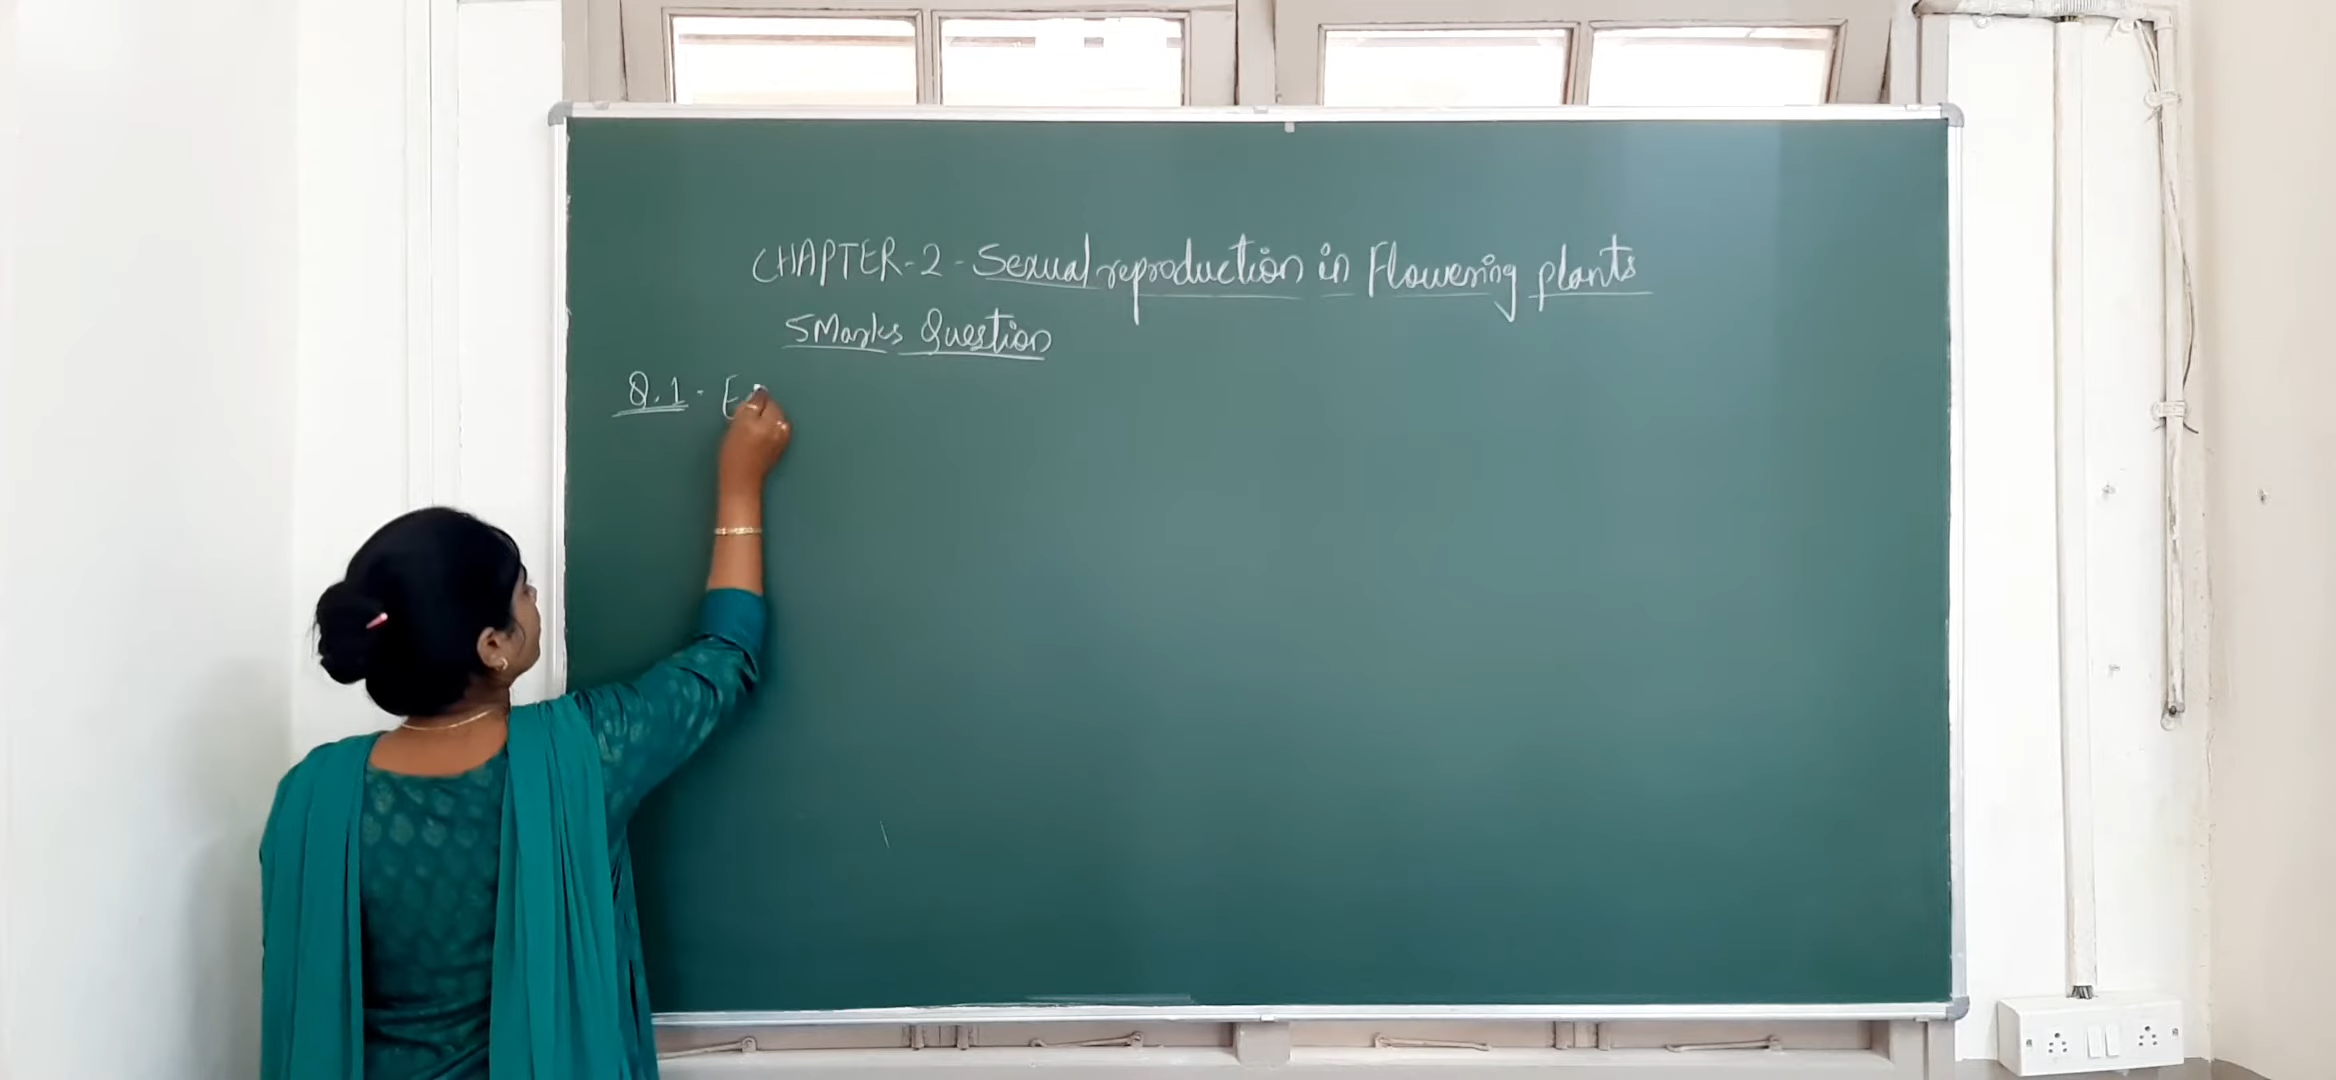 CHAPTER-2-Sexual reproduction in Flowering plants
5Marks Question
Q.1- E